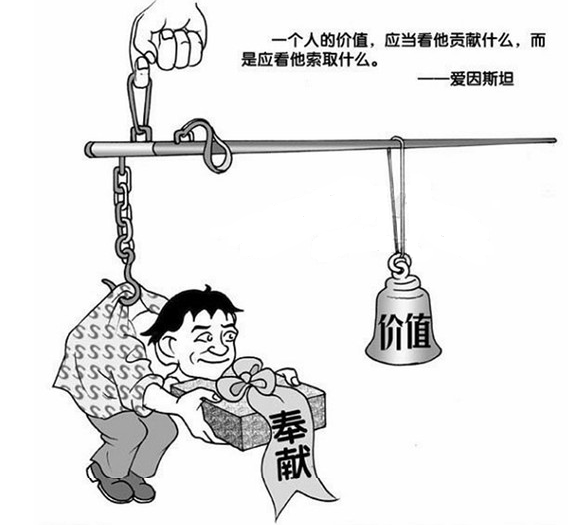 一个人的价值，应当看他贡献什么，而
是应看他索取什么。
——爱因斯坦
价值
奉献